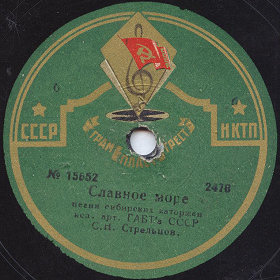 СССР
НКТП
ГРАМПЛАСТТРЕСТ
№ 15652
2476
Славное море
песня сибирских каторжан
исп. арт. ГАБТ'а СССР
С.П. Стрельцов.